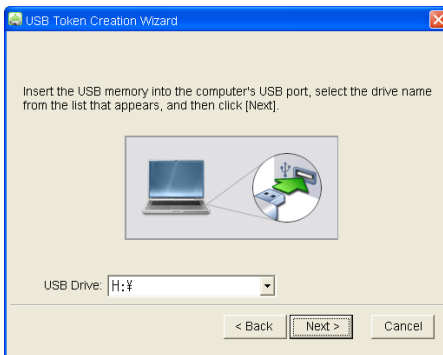 USB Token Creation Wizard
Insert the USB memory into the computer's USB port, select the drive name
from the list that appears, and then click [Next].
USB Drive: H:¥
< Back Next > Cancel